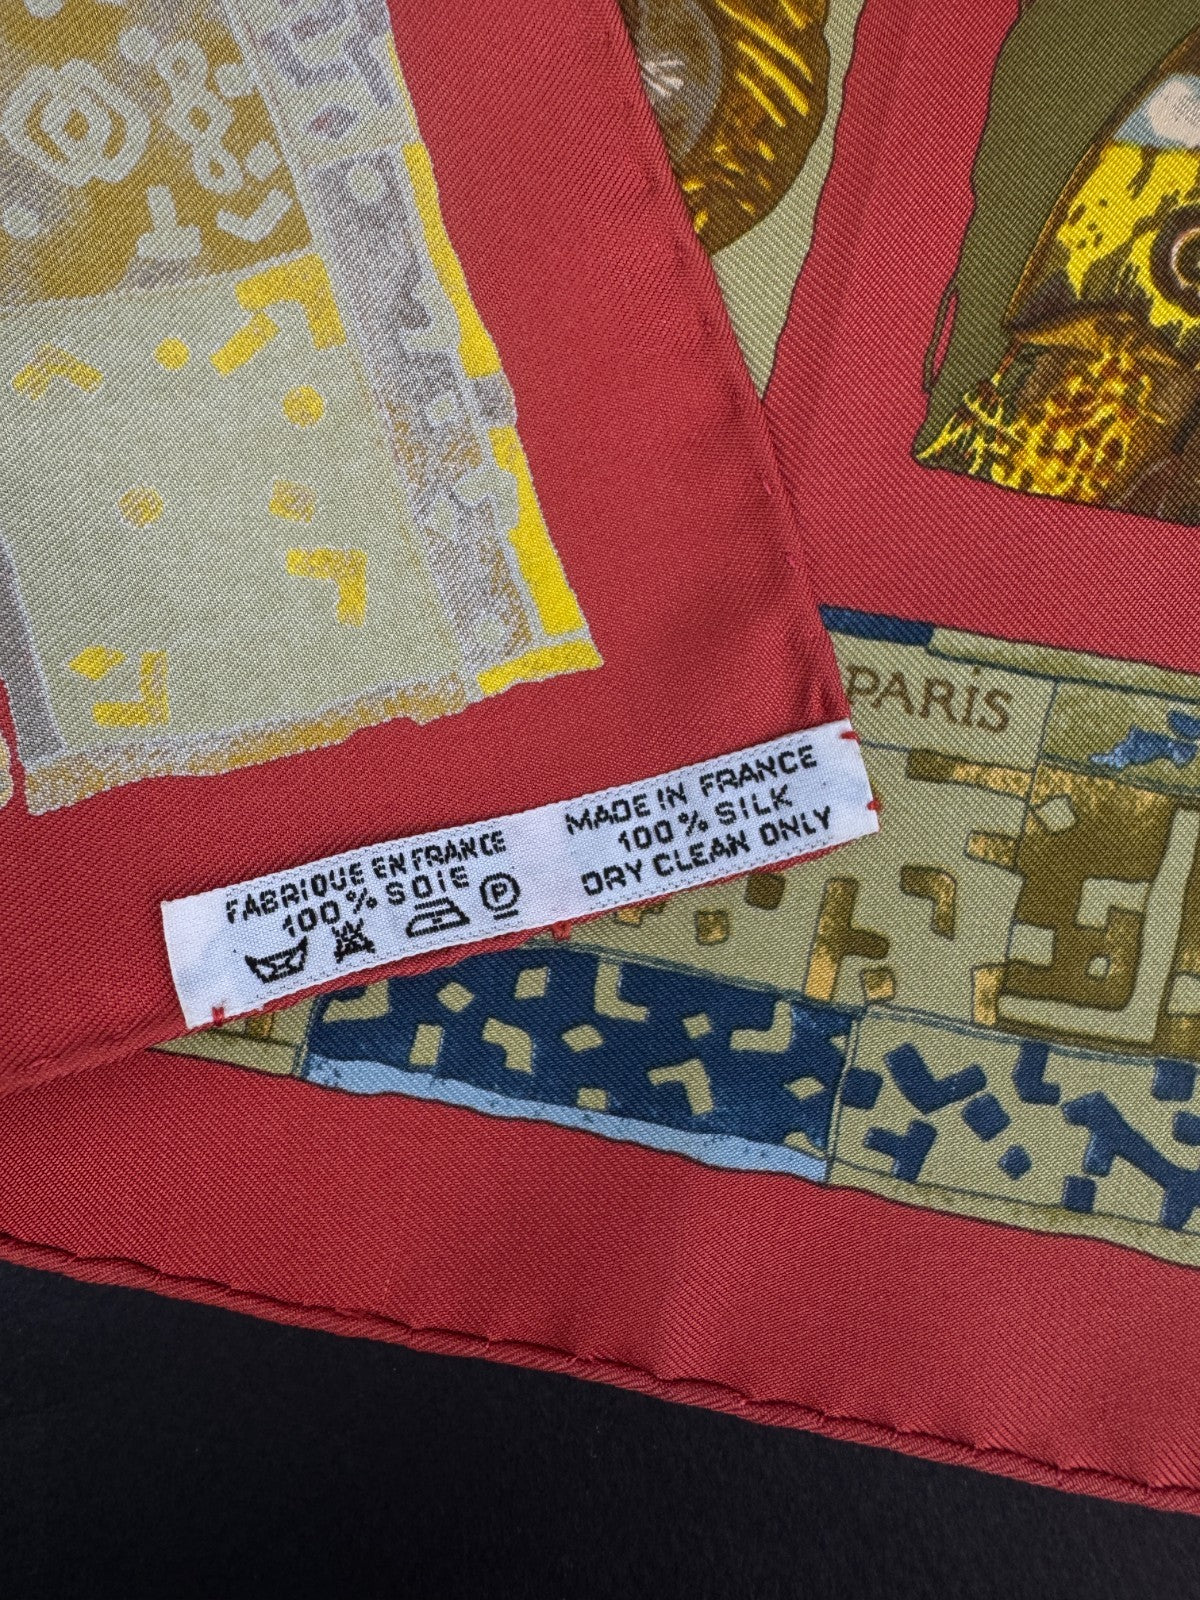 PARIS
FABRIQUE EN FRANCE
100% SOIE
P
MADE IN FRANCE
100% SILK
DRY CLEAN ONLY